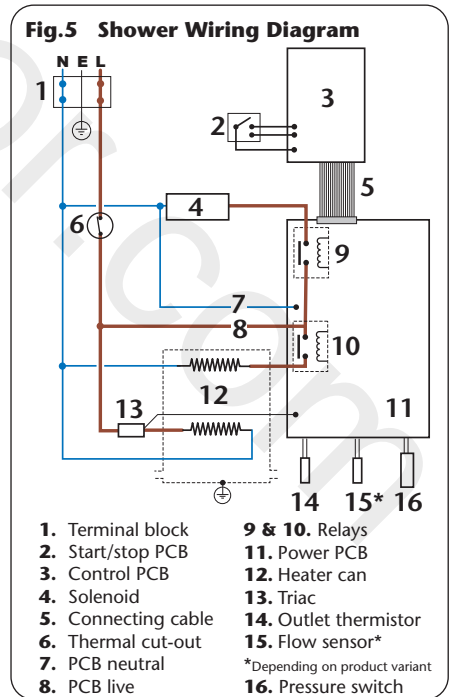 Fig.5 Shower Wiring Diagram
N E L
1
2
3
4
5
6
7
8
9
10
11
12
13
14 15* 16
1. Terminal block
2. Start/stop PCB
3. Control PCB
4. Solenoid
5. Connecting cable
6. Thermal cut-out
7. PCB neutral
8. PCB live
9 & 10. Relays
11. Power PCB
12. Heater can
13. Triac
14. Outlet thermistor
15. Flow sensor*
*Depending on product variant
16. Pressure switch